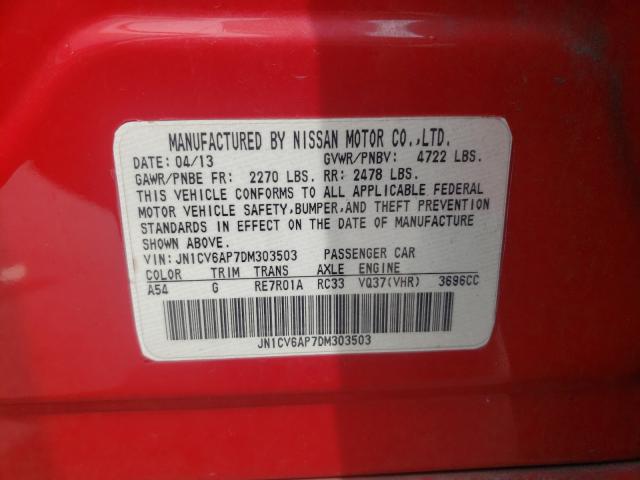 MANUFACTURED BY NISSAN MOTOR CO.,LTD.
DATE: 04/13 GVWR/PNBV: 4722 LBS.
GAWR/PNBE FR: 2270 LBS. RR: 2478 LBS.
THIS VEHICLE CONFORMS TO ALL APPLICABLE FEDERAL
MOTOR VEHICLE SAFETY,BUMPER,AND THEFT PREVENTION
STANDARDS IN EFFECT ON THE DATE OF MANUFACTURE
SHOWN ABOVE.
VIN: JN1CV6AP7DM303503 PASSENGER CAR
COLOR TRIM TRANS AXLE ENGINE
A54 G RE7R01A RC33 VQ37(VHR) 3696CC
JN1CV6AP7DM303503